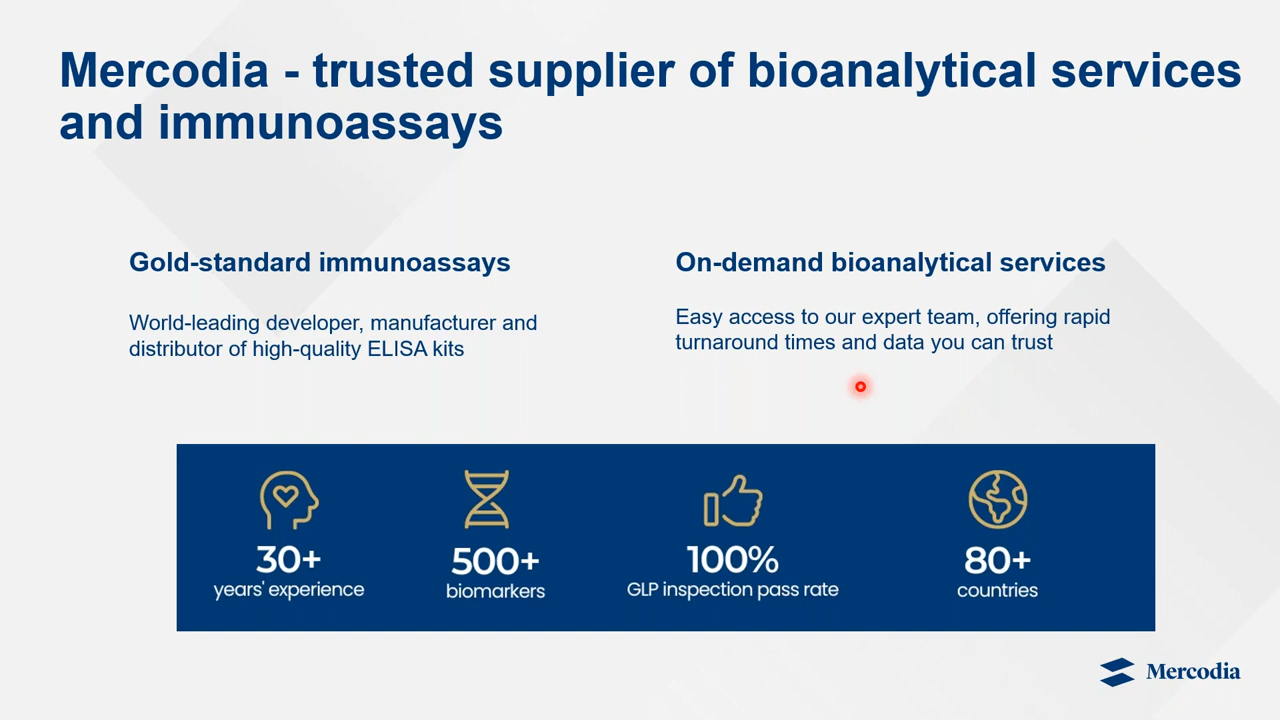 Mercodia - trusted supplier of bioanalytical services
and immunoassays
Gold-standard immunoassays
World-leading developer, manufacturer and
distributor of high-quality ELISA kits
On-demand bioanalytical services
Easy access to our expert team, offering rapid
turnaround times and data you can trust
30+
years' experience
500+
biomarkers
100%
GLP inspection pass rate
80+
countries
Mercodia